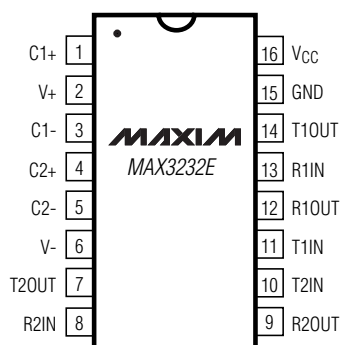 C1+ 1
V+ 2
C1- 3
C2+ 4
C2- 5
V- 6
T2OUT 7
R2IN 8
MAXIM
MAX3232E
16 VCC
15 GND
14 T1OUT
13 R1IN
12 R1OUT
11 T1IN
10 T2IN
9 R2OUT